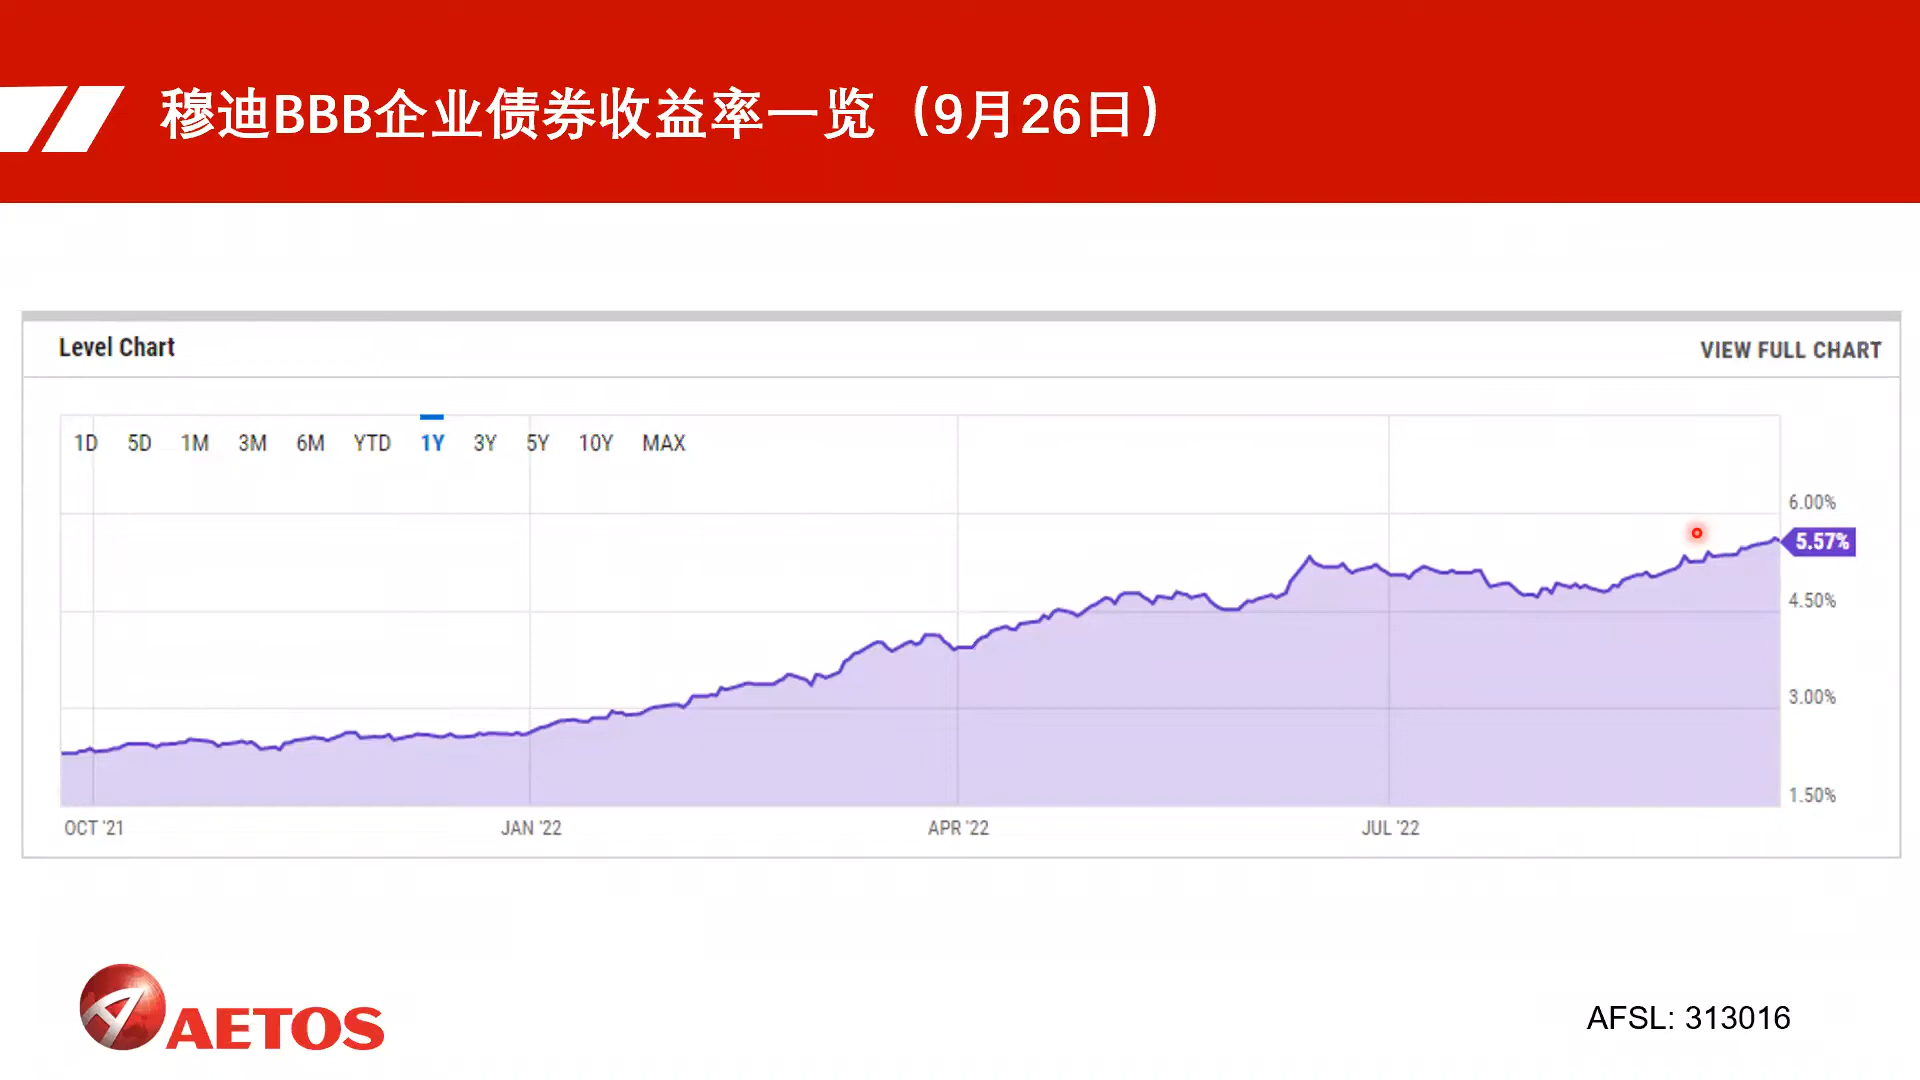 穆迪BBB企业债券收益率一览（9月26日）
Level Chart
VIEW FULL CHART
1D 5D 1M 3M 6M YTD 1Y 3Y 5Y 10Y MAX
6.00%
5.57%
4.50%
3.00%
1.50%
OCT '21 JAN '22 APR '22 JUL '22
AETOS
AFSL: 313016